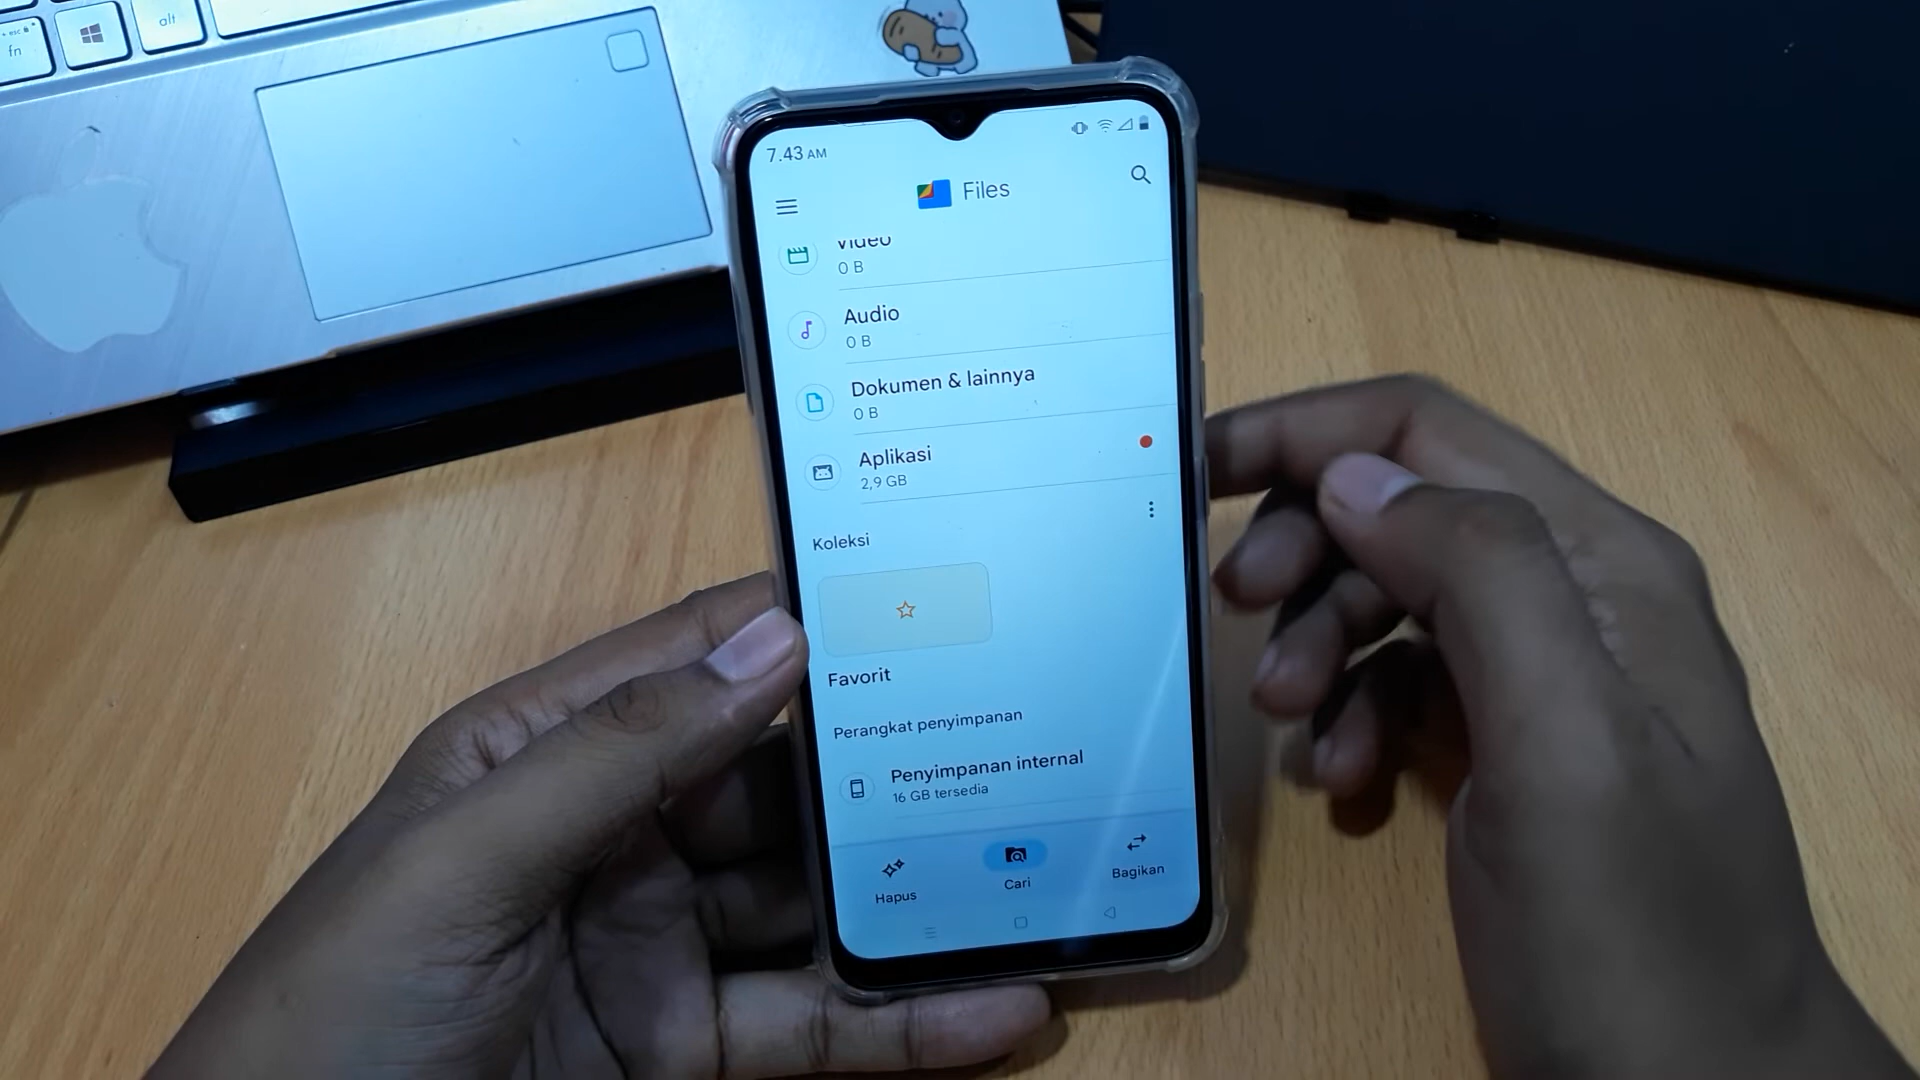 esc
fn
alt
7.43 AM
Files
Video
0 B
Audio
0 B
Dokumen & lainnya
0 B
Aplikasi
2,9 GB
Koleksi
Favorit
Perangkat penyimpanan
Penyimpanan internal
16 GB tersedia
Hapus
Cari
Bagikan